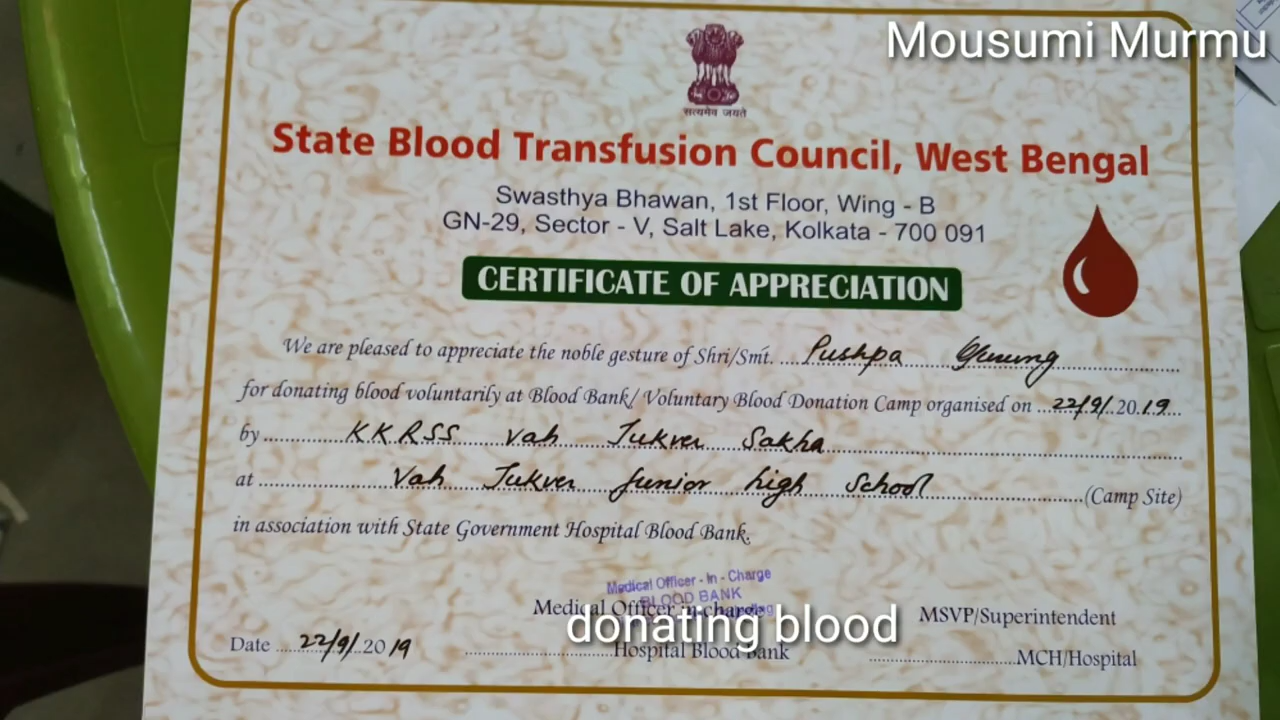 Mousumi Murmu
सत्यमेव जयते
State Blood Transfusion Council, West Bengal
Swasthya Bhawan, 1st Floor, Wing - B
GN-29, Sector - V, Salt Lake, Kolkata - 700 091
CERTIFICATE OF APPRECIATION
We are pleased to appreciate the noble gesture of Shri/Smt. Pushpa Gurung
for donating blood voluntarily at Blood Bank/ Voluntary Blood Donation Camp organised on 22/9/2019
by KKRSS Vah Tukver Sakha
at Vah Tukver Junior high School (Camp Site)
in association with State Government Hospital Blood Bank.
Medical Officer - In - Charge
BLOOD BANK
Medical Officer in-charge
MSVP/Superintendent
donating blood
Date 22/9/2019
Hospital Blood Bank
MCH/Hospital